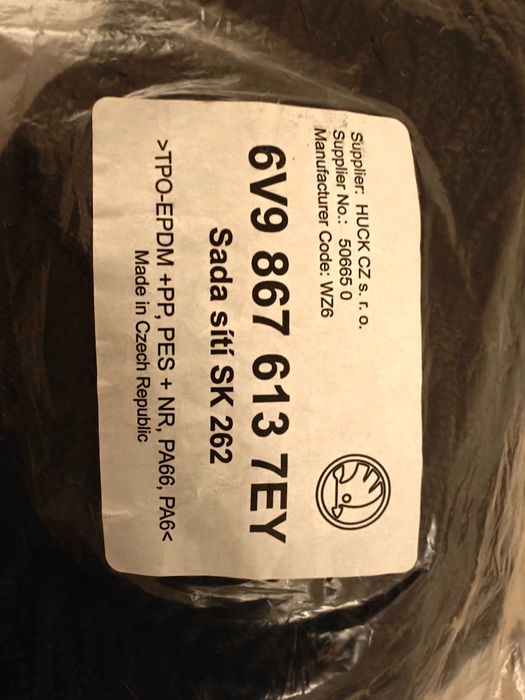 Supplier: HUCK CZ s. r. o.
Supplier No.: 50665 0
Manufacturer Code: WZ6
6V9 867 613 7EY
Sada sítí SK 262
>TPO-EPDM +PP, PES + NR, PA66, PA6<
Made in Czech Republic